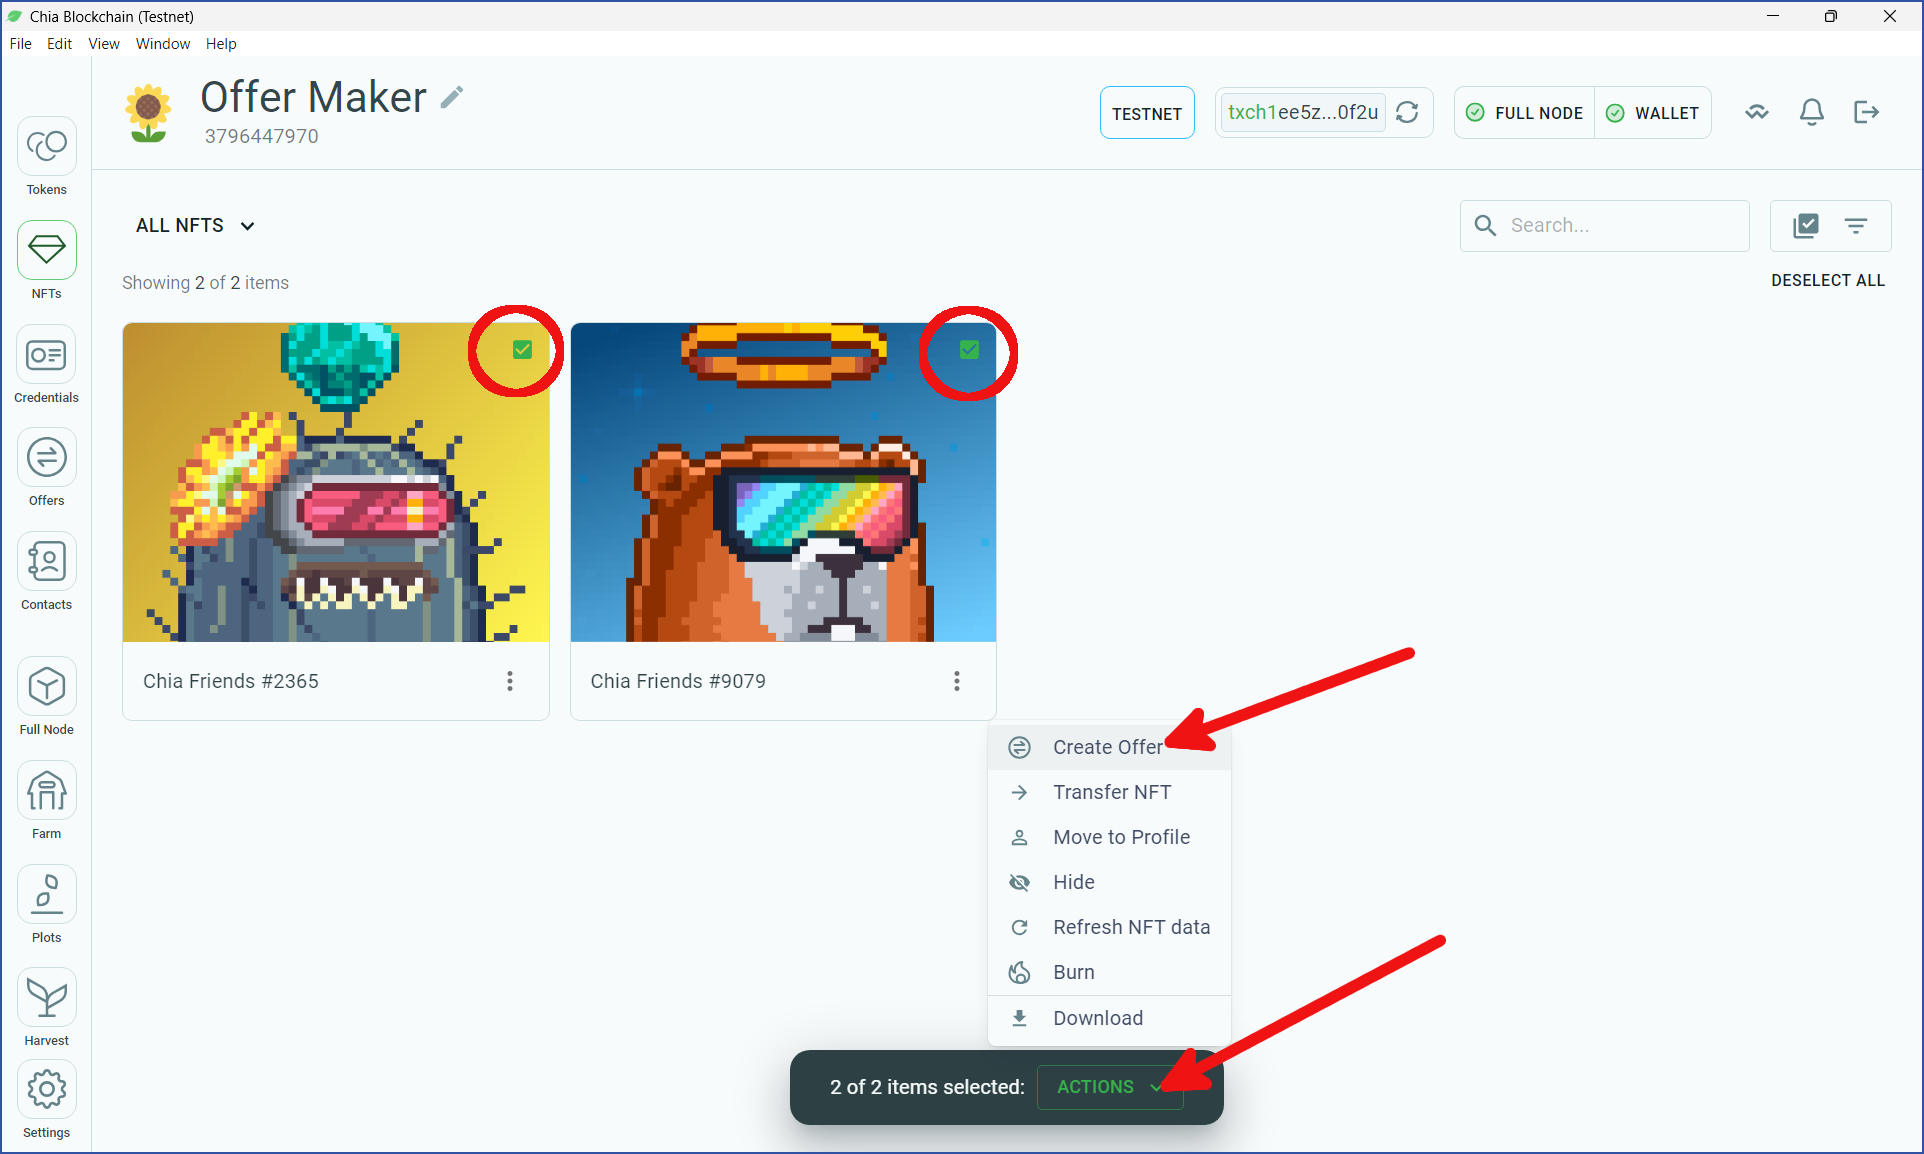 Chia Blockchain (Testnet)
File Edit View Window Help
Offer Maker
3796447970
TESTNET
txch1ee5z...0f2u
FULL NODE
WALLET
Tokens
NFTs
Credentials
Offers
Contacts
Full Node
Farm
Plots
Harvest
Settings
ALL NFTS
Search...
Showing 2 of 2 items
DESELECT ALL
Chia Friends #2365
Chia Friends #9079
Create Offer
Transfer NFT
Move to Profile
Hide
Refresh NFT data
Burn
Download
2 of 2 items selected:
ACTIONS